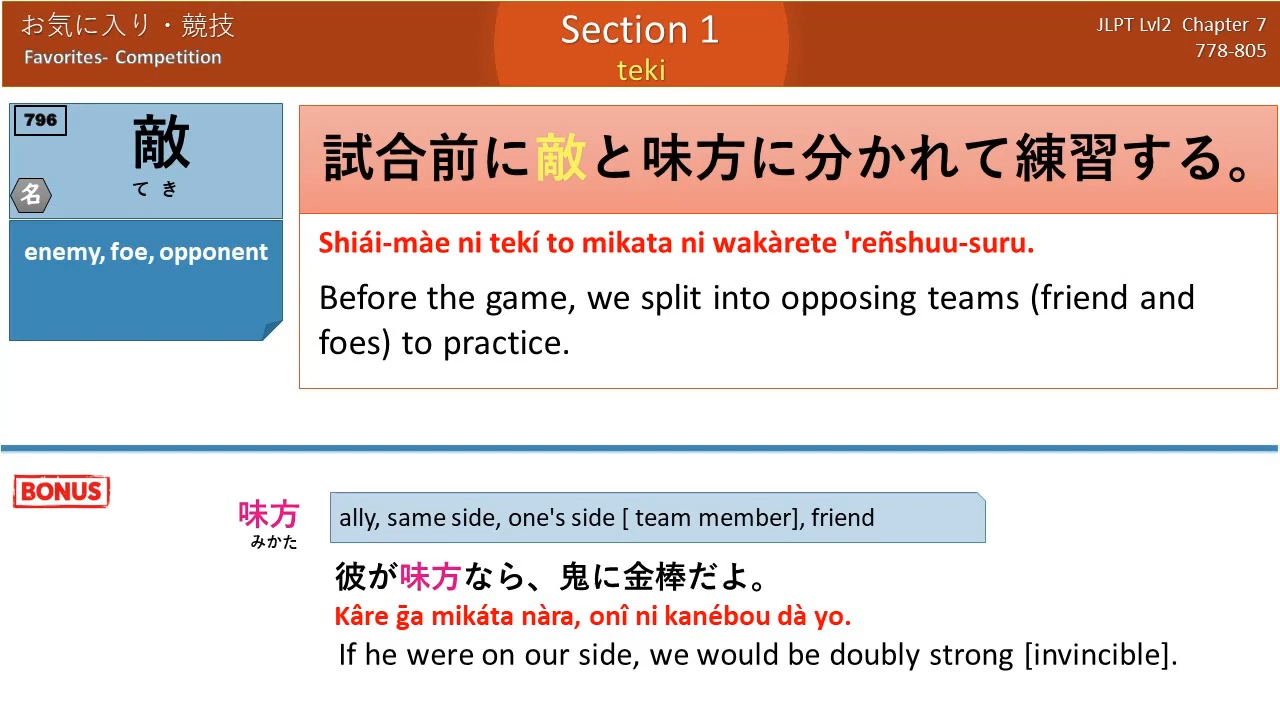 お気に入り・競技
Favorites- Competition
Section 1
teki
JLPT Lvl2 Chapter 7
778-805
796
敵
てき
名
enemy, foe, opponent
試合前に敵と味方に分かれて練習する。
Shiái-màe ni tekí to mikata ni wakàrete 'reñshuu-suru.
Before the game, we split into opposing teams (friend and
foes) to practice.
BONUS
味方
みかた
ally, same side, one's side [ team member], friend
彼が味方なら、鬼に金棒だよ。
Kâre ḡa mikáta nàra, onî ni kanébou dà yo.
If he were on our side, we would be doubly strong [invincible].